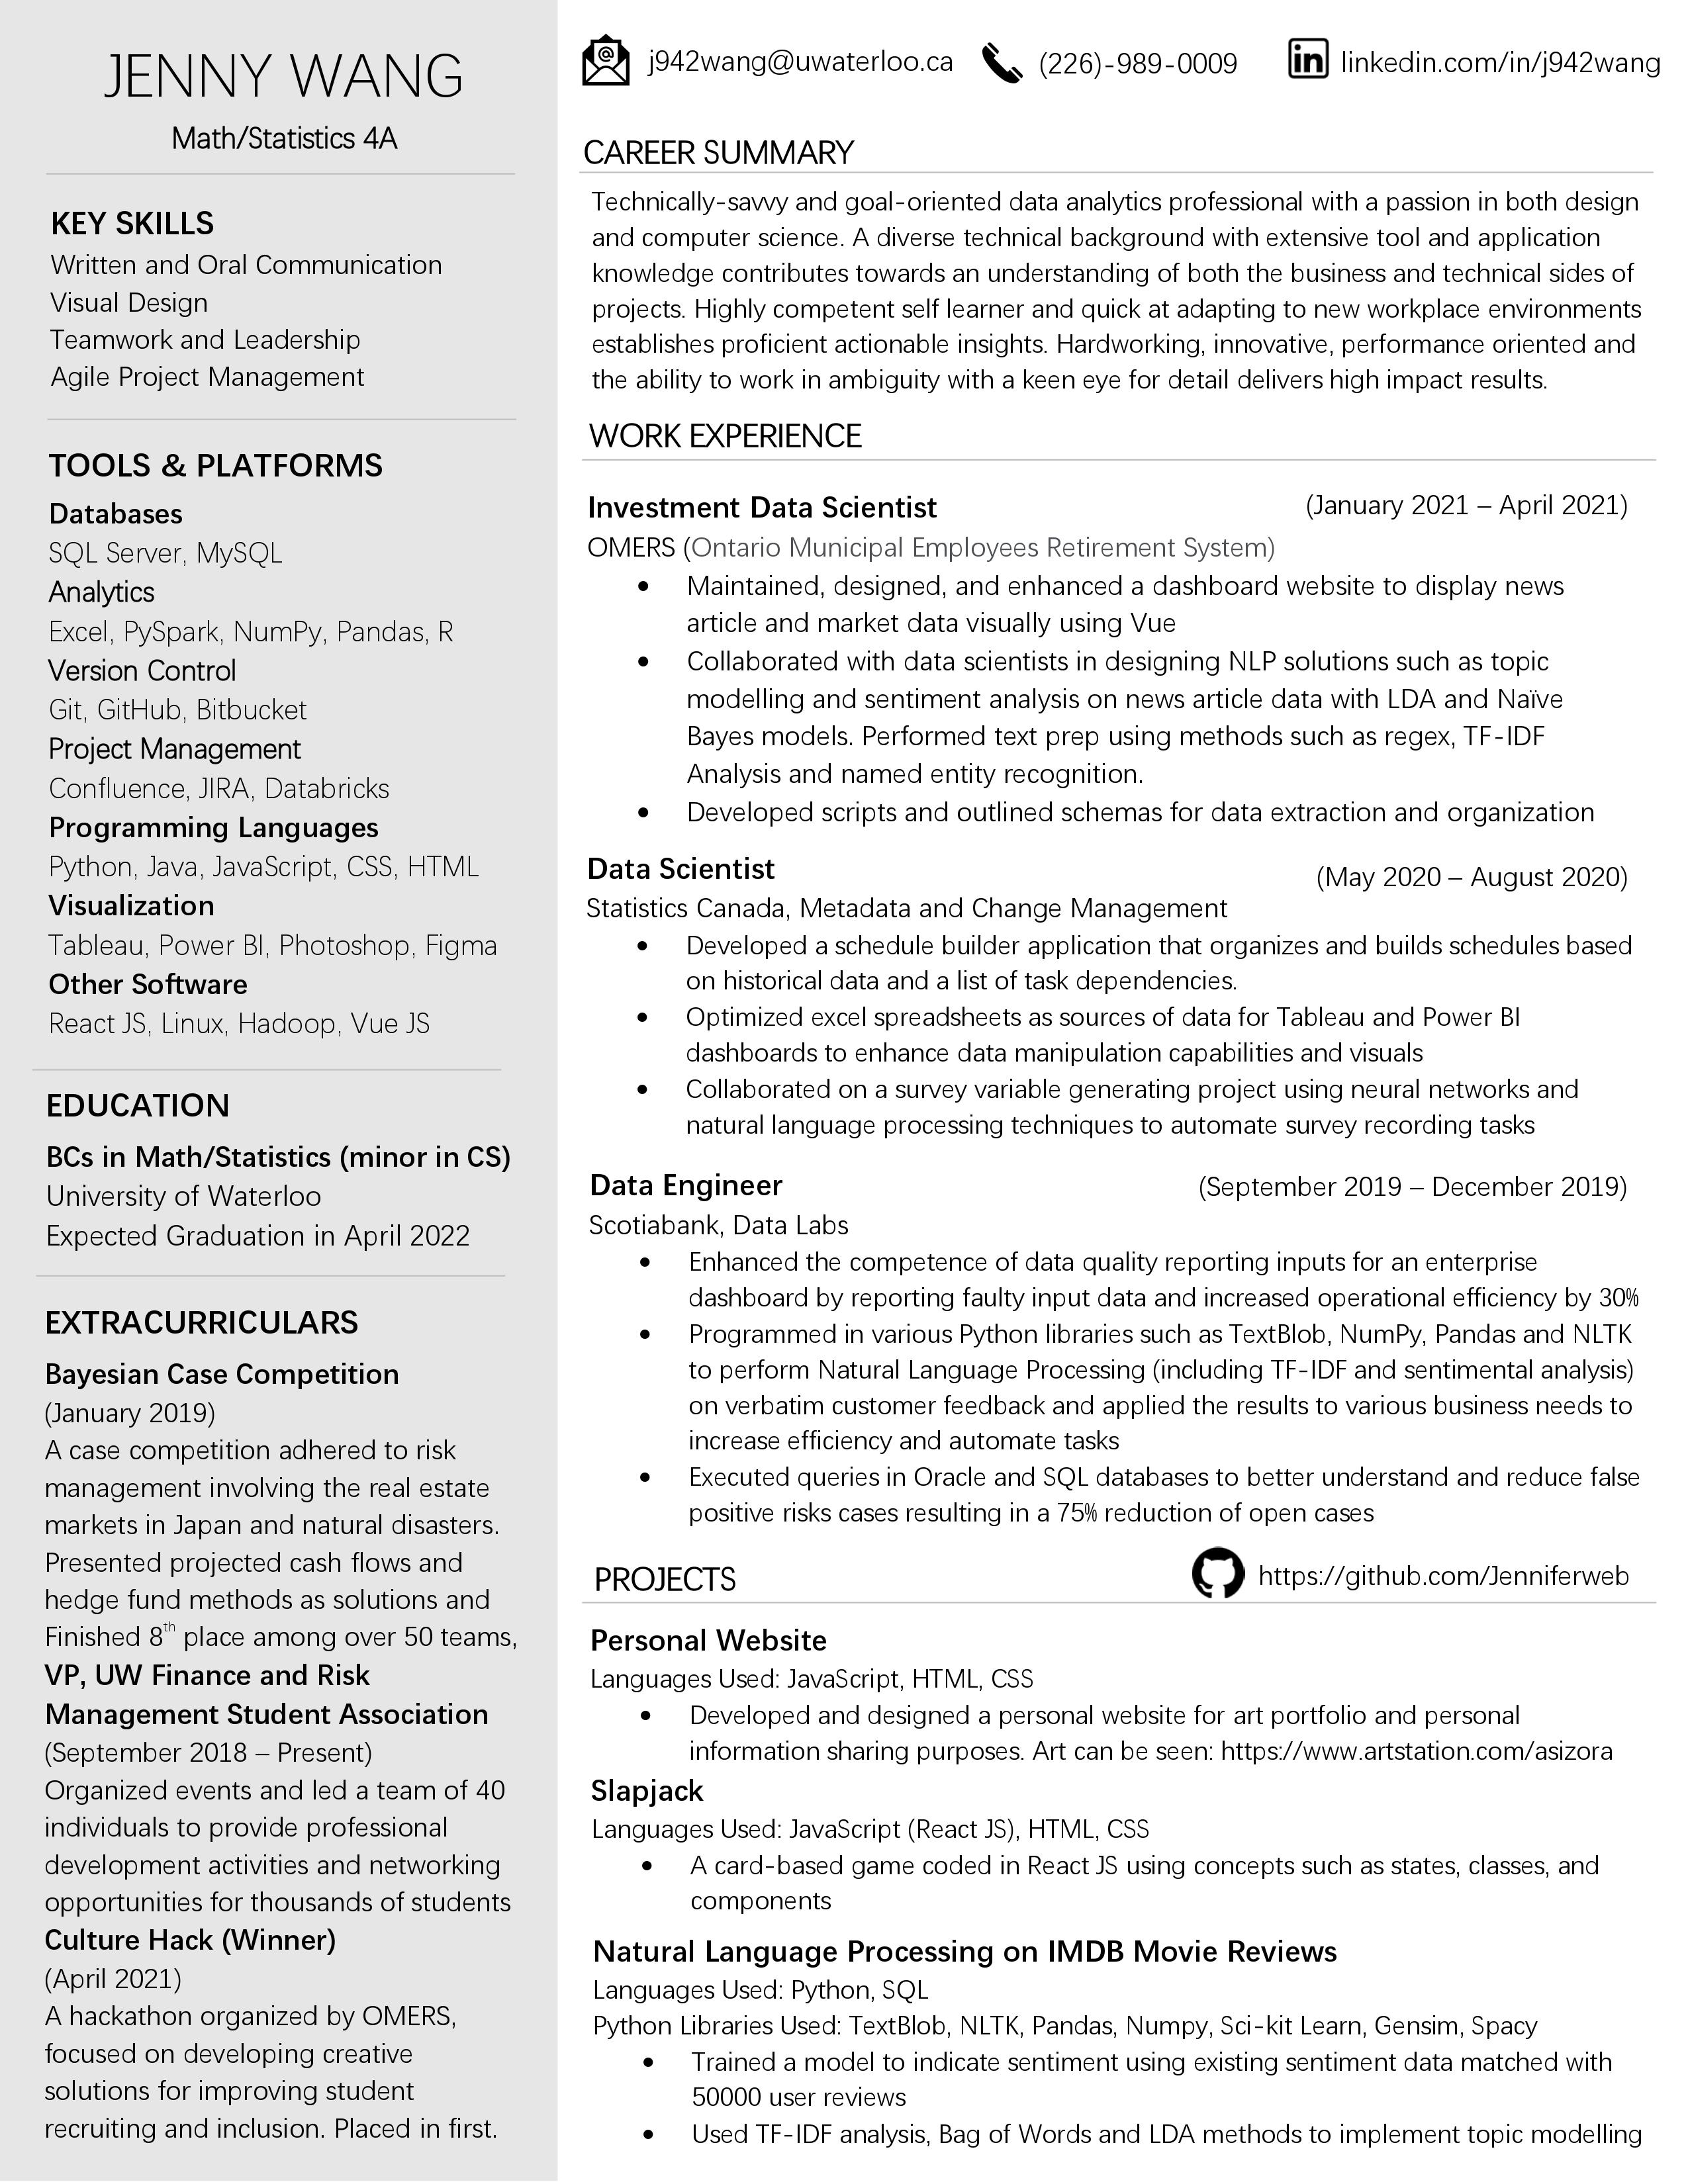 JENNY WANG
Math/Statistics 4A
KEY SKILLS
Written and Oral Communication
Visual Design
Teamwork and Leadership
Agile Project Management
TOOLS & PLATFORMS
Databases
SQL Server, MySQL
Analytics
Excel, PySpark, NumPy, Pandas, R
Version Control
Git, GitHub, Bitbucket
Project Management
Confluence, JIRA, Databricks
Programming Languages
Python, Java, JavaScript, CSS, HTML
Visualization
Tableau, Power BI, Photoshop, Figma
Other Software
React JS, Linux, Hadoop, Vue JS
EDUCATION
BCs in Math/Statistics (minor in CS)
University of Waterloo
Expected Graduation in April 2022
EXTRACURRICULARS
Bayesian Case Competition
(January 2019)
A case competition adhered to risk
management involving the real estate
markets in Japan and natural disasters.
Presented projected cash flows and
hedge fund methods as solutions and
Finished 8th place among over 50 teams,
VP, UW Finance and Risk
Management Student Association
(September 2018 – Present)
Organized events and led a team of 40
individuals to provide professional
development activities and networking
opportunities for thousands of students
Culture Hack (Winner)
(April 2021)
A hackathon organized by OMERS,
focused on developing creative
solutions for improving student
recruiting and inclusion. Placed in first.
j942wang@uwaterloo.ca (226)-989-0009 linkedin.com/in/j942wang
CAREER SUMMARY
Technically-savvy and goal-oriented data analytics professional with a passion in both design
and computer science. A diverse technical background with extensive tool and application
knowledge contributes towards an understanding of both the business and technical sides of
projects. Highly competent self learner and quick at adapting to new workplace environments
establishes proficient actionable insights. Hardworking, innovative, performance oriented and
the ability to work in ambiguity with a keen eye for detail delivers high impact results.
WORK EXPERIENCE
Investment Data Scientist (January 2021 – April 2021)
OMERS (Ontario Municipal Employees Retirement System)
• Maintained, designed, and enhanced a dashboard website to display news
article and market data visually using Vue
• Collaborated with data scientists in designing NLP solutions such as topic
modelling and sentiment analysis on news article data with LDA and Naïve
Bayes models. Performed text prep using methods such as regex, TF-IDF
Analysis and named entity recognition.
• Developed scripts and outlined schemas for data extraction and organization
Data Scientist (May 2020 – August 2020)
Statistics Canada, Metadata and Change Management
• Developed a schedule builder application that organizes and builds schedules based
on historical data and a list of task dependencies.
• Optimized excel spreadsheets as sources of data for Tableau and Power BI
dashboards to enhance data manipulation capabilities and visuals
• Collaborated on a survey variable generating project using neural networks and
natural language processing techniques to automate survey recording tasks
Data Engineer (September 2019 – December 2019)
Scotiabank, Data Labs
• Enhanced the competence of data quality reporting inputs for an enterprise
dashboard by reporting faulty input data and increased operational efficiency by 30%
• Programmed in various Python libraries such as TextBlob, NumPy, Pandas and NLTK
to perform Natural Language Processing (including TF-IDF and sentimental analysis)
on verbatim customer feedback and applied the results to various business needs to
increase efficiency and automate tasks
• Executed queries in Oracle and SQL databases to better understand and reduce false
positive risks cases resulting in a 75% reduction of open cases
PROJECTS https://github.com/Jenniferweb
Personal Website
Languages Used: JavaScript, HTML, CSS
• Developed and designed a personal website for art portfolio and personal
information sharing purposes. Art can be seen: https://www.artstation.com/asizora
Slapjack
Languages Used: JavaScript (React JS), HTML, CSS
• A card-based game coded in React JS using concepts such as states, classes, and
components
Natural Language Processing on IMDB Movie Reviews
Languages Used: Python, SQL
Python Libraries Used: TextBlob, NLTK, Pandas, Numpy, Sci-kit Learn, Gensim, Spacy
• Trained a model to indicate sentiment using existing sentiment data matched with
50000 user reviews
• Used TF-IDF analysis, Bag of Words and LDA methods to implement topic modelling